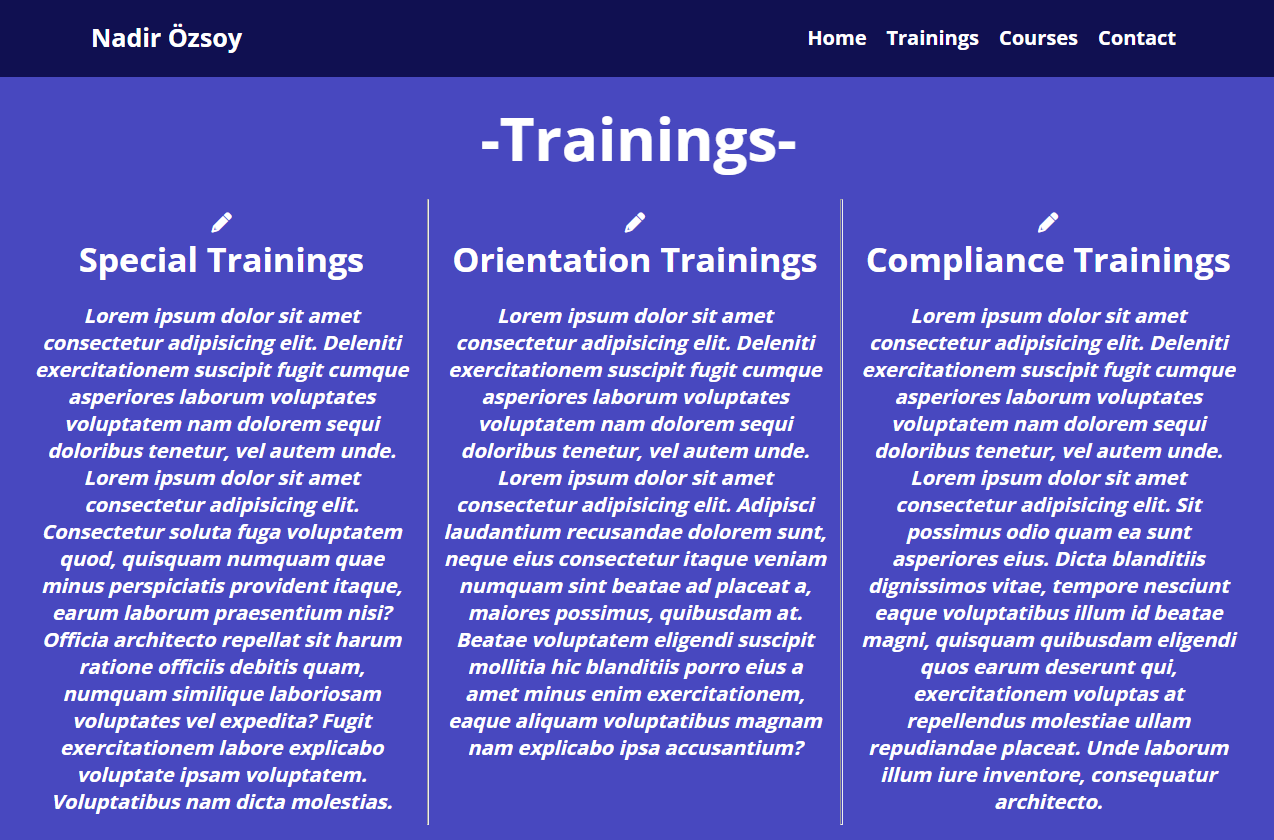 Nadir Özsoy
Home Trainings Courses Contact
-Trainings-
Special Trainings
Lorem ipsum dolor sit amet
consectetur adipisicing elit. Deleniti
exercitationem suscipit fugit cumque
asperiores laborum voluptates
voluptatem nam dolorem sequi
doloribus tenetur, vel autem unde.
Lorem ipsum dolor sit amet
consectetur adipisicing elit.
Consectetur soluta fuga voluptatem
quod, quisquam numquam quae
minus perspiciatis provident itaque,
earum laborum praesentium nisi?
Officia architecto repellat sit harum
ratione officiis debitis quam,
numquam similique laboriosam
voluptates vel expedita? Fugit
exercitationem labore explicabo
voluptate ipsam voluptatem.
Voluptatibus nam dicta molestias.
Orientation Trainings
Lorem ipsum dolor sit amet
consectetur adipisicing elit. Deleniti
exercitationem suscipit fugit cumque
asperiores laborum voluptates
voluptatem nam dolorem sequi
doloribus tenetur, vel autem unde.
Lorem ipsum dolor sit amet
consectetur adipisicing elit. Adipisci
laudantium recusandae dolorem sunt,
neque eius consectetur itaque veniam
numquam sint beatae ad placeat a,
maiores possimus, quibusdam at.
Beatae voluptatem eligendi suscipit
mollitia hic blanditiis porro eius a
amet minus enim exercitationem,
eaque aliquam voluptatibus magnam
nam explicabo ipsa accusantium?
Compliance Trainings
Lorem ipsum dolor sit amet
consectetur adipisicing elit. Deleniti
exercitationem suscipit fugit cumque
asperiores laborum voluptates
voluptatem nam dolorem sequi
doloribus tenetur, vel autem unde.
Lorem ipsum dolor sit amet
consectetur adipisicing elit. Sit
possimus odio quam ea sunt
asperiores eius. Dicta blanditiis
dignissimos vitae, tempore nesciunt
eaque voluptatibus illum id beatae
magni, quisquam quibusdam eligendi
quos earum deserunt qui,
exercitationem voluptas at
repellendus molestiae ullam
repudiandae placeat. Unde laborum
illum iure inventore, consequatur
architecto.